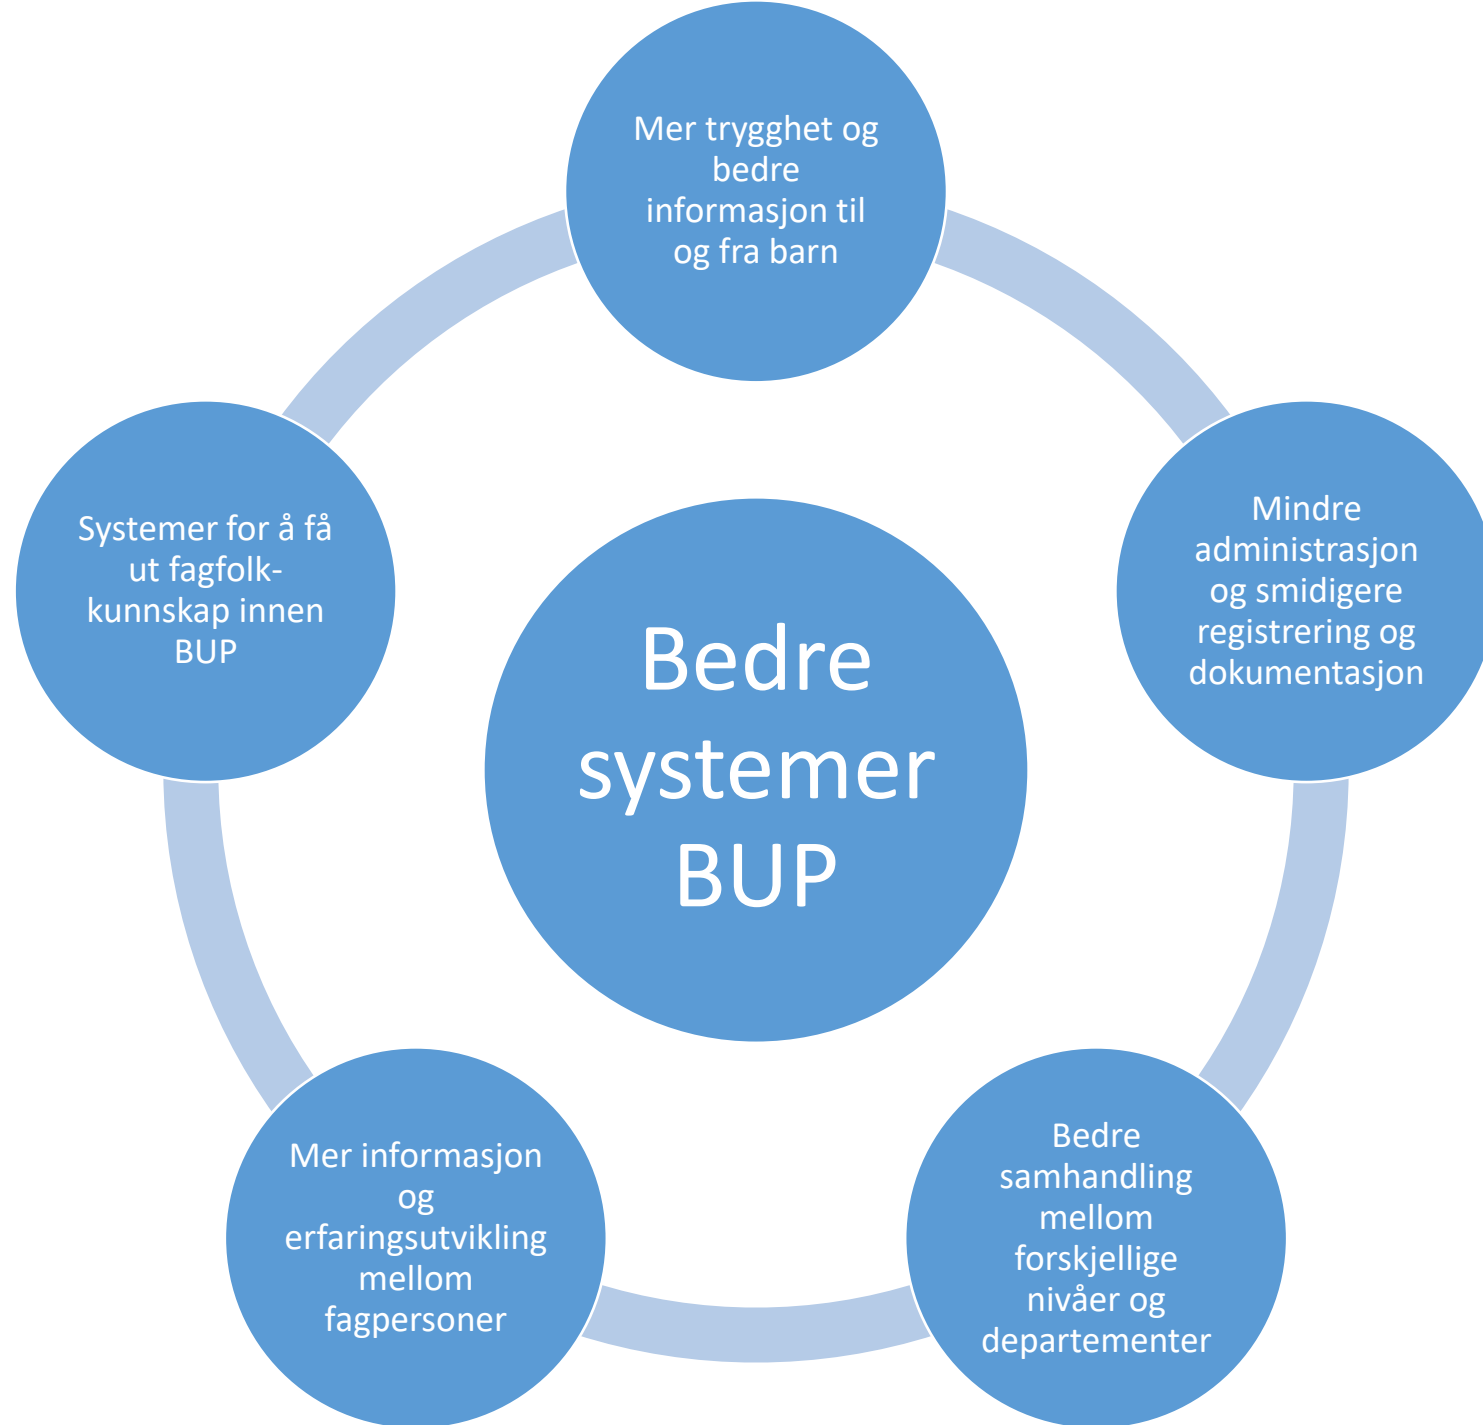 Mer trygghet og
bedre
informasjon til
og fra barn
Mindre
administrasjon
og smidigere
registrering og
dokumentasjon
Bedre
samhandling
mellom
forskjellige
nivåer og
departementer
Mer informasjon
og
erfaringsutvikling
mellom
fagpersoner
Systemer for å få
ut fagfolk-
kunnskap innen
BUP
Bedre
systemer
BUP